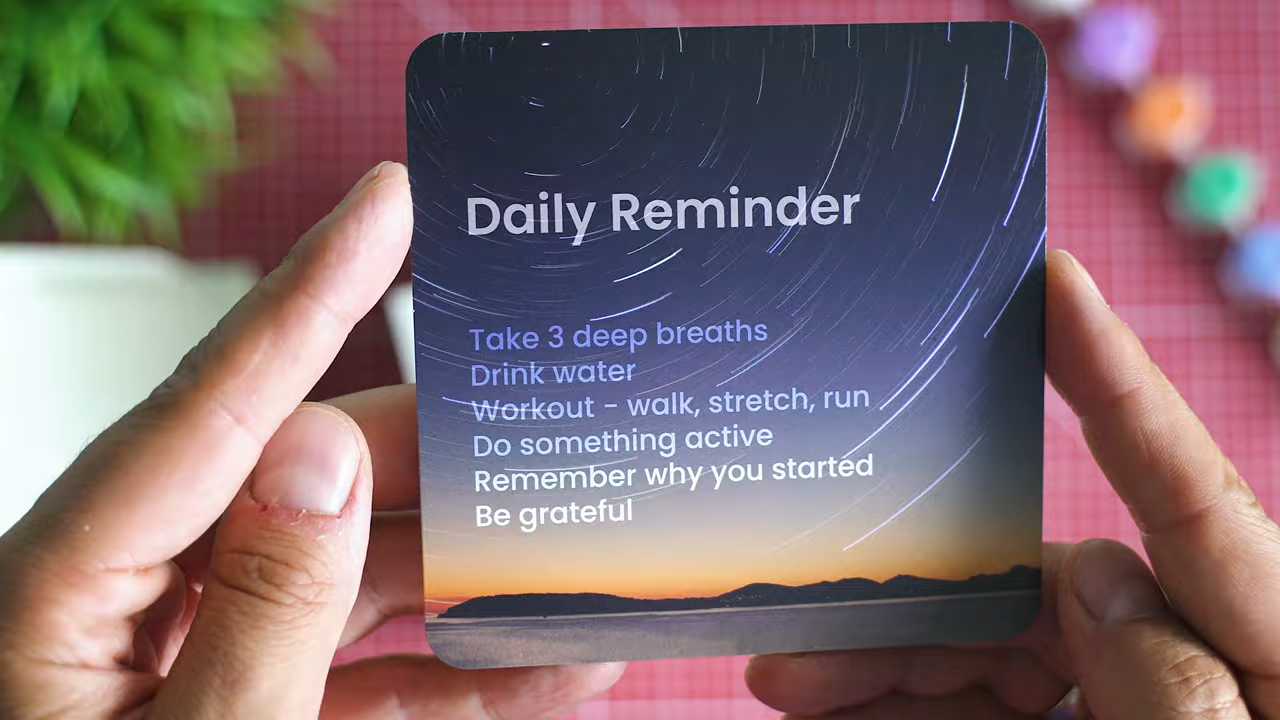 Daily Reminder
Take 3 deep breaths
Drink water
Workout - walk, stretch, run
Do something active
Remember why you started
Be grateful